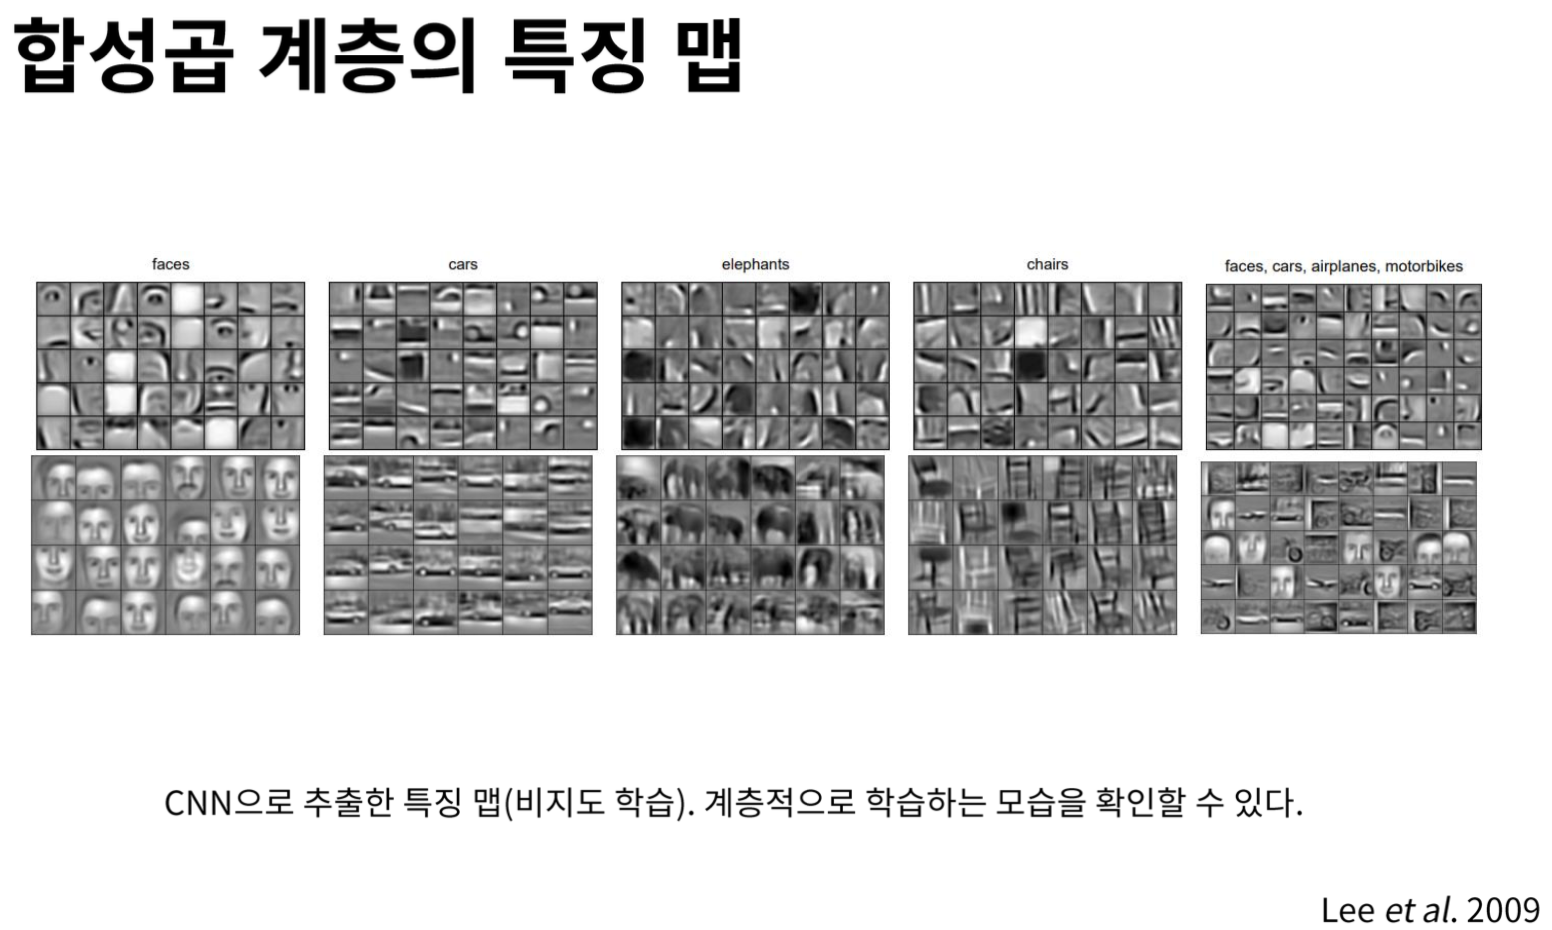 합성곱 계층의 특징 맵
faces
cars
elephants
chairs
faces, cars, airplanes, motorbikes
CNN으로 추출한 특징 맵(비지도 학습). 계층적으로 학습하는 모습을 확인할 수 있다.
Lee et al. 2009